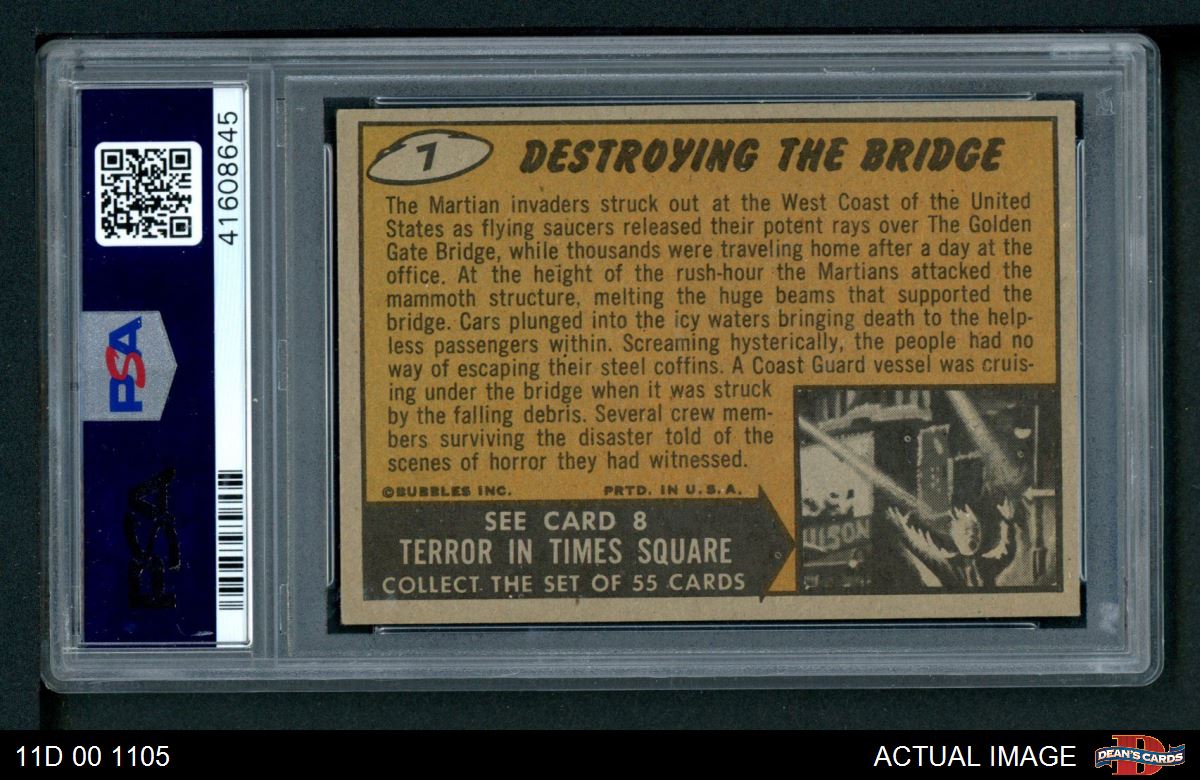 7 DESTROYING THE BRIDGE
The Martian invaders struck out at the West Coast of the United
States as flying saucers released their potent rays over The Golden
Gate Bridge, while thousands were traveling home after a day at the
office. At the height of the rush-hour the Martians attacked the
mammoth structure, melting the huge beams that supported the
bridge. Cars plunged into the icy waters bringing death to the help-
less passengers within. Screaming hysterically, the people had no
way of escaping their steel coffins. A Coast Guard vessel was cruis-
ing under the bridge when it was struck
by the falling debris. Several crew mem-
bers surviving the disaster told of the
scenes of horror they had witnessed.
©BUBBLES INC. PRTD. IN U.S.A.
SEE CARD 8
TERROR IN TIMES SQUARE
COLLECT THE SET OF 55 CARDS
UISON
41608645
PSA
PSA
11D 00 1105
ACTUAL IMAGE
DEAN'S CARDS